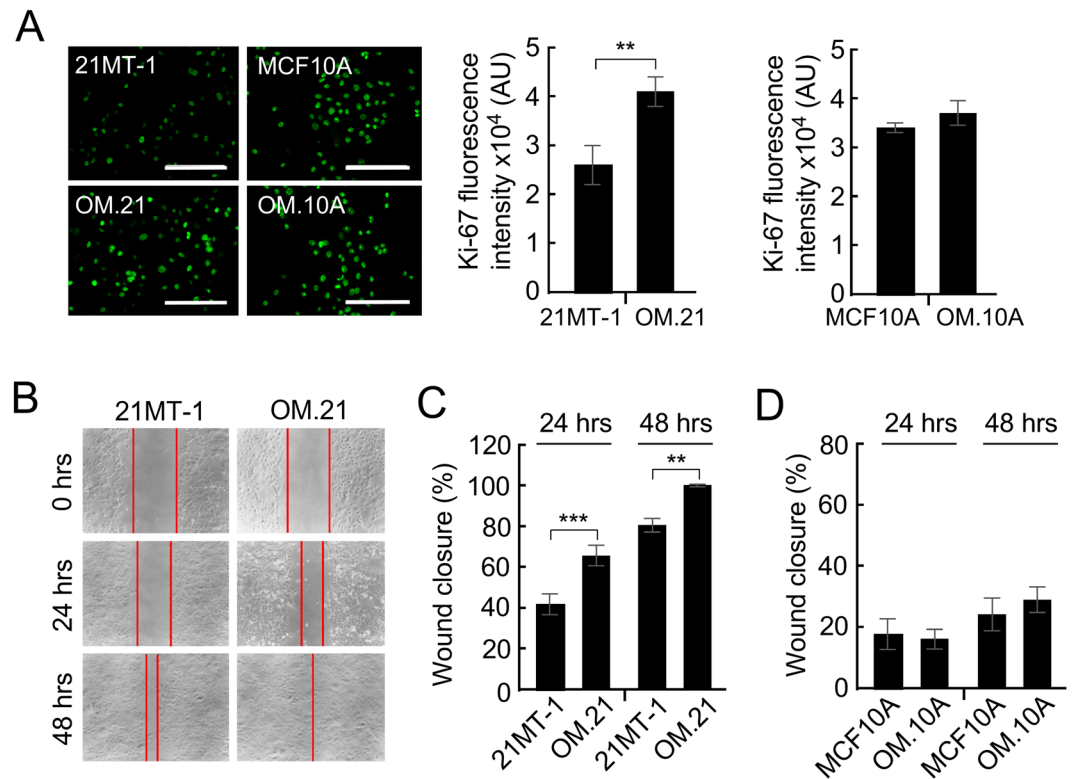 A
21MT-1
MCF10A
OM.21
OM.10A
Ki-67 fluorescence
intensity x10⁴ (AU)
5
4
3
2
1
0
**
21MT-1
OM.21
Ki-67 fluorescence
intensity x10⁴ (AU)
5
4
3
2
1
0
MCF10A
OM.10A
B
21MT-1
OM.21
0 hrs
24 hrs
48 hrs
C
24 hrs
48 hrs
Wound closure (%)
120
100
80
60
40
20
0
***
**
21MT-1
OM.21
21MT-1
OM.21
D
24 hrs
48 hrs
Wound closure (%)
80
60
40
20
0
MCF10A
OM.10A
MCF10A
OM.10A